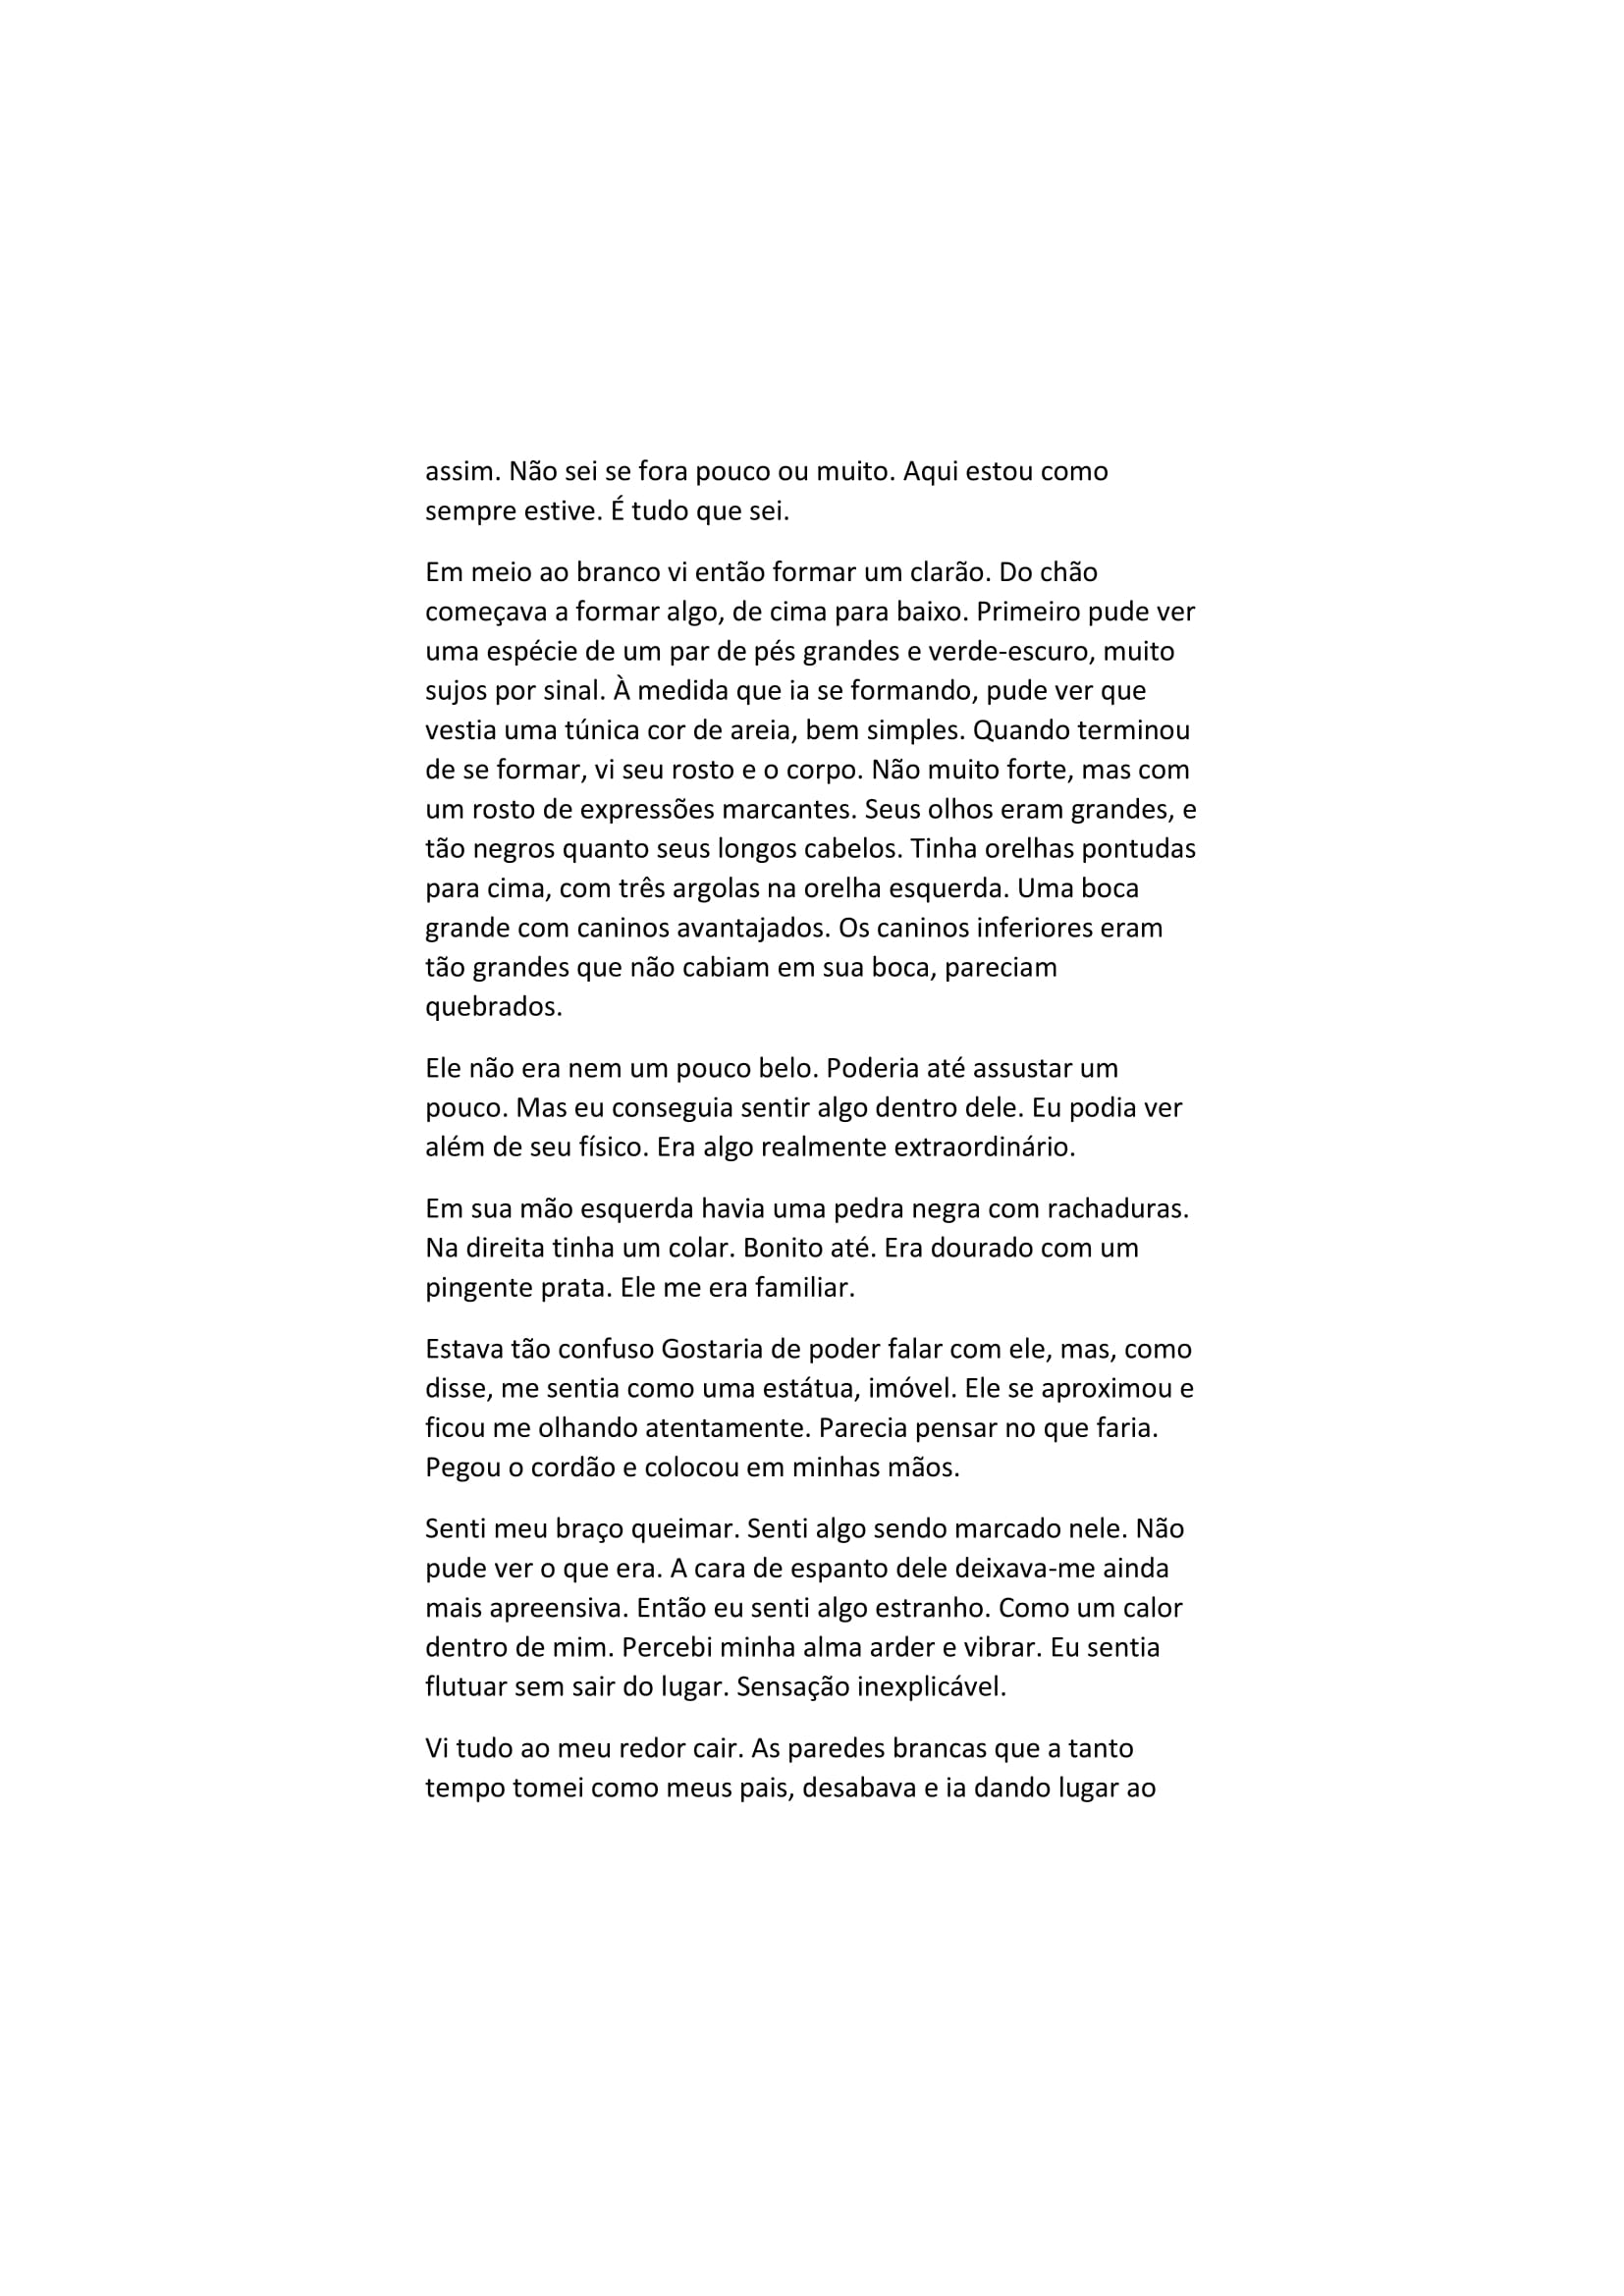 assim. Não sei se fora pouco ou muito. Aqui estou como
sempre estive. É tudo que sei.
Em meio ao branco vi então formar um clarão. Do chão
começava a formar algo, de cima para baixo. Primeiro pude ver
uma espécie de um par de pés grandes e verde-escuro, muito
sujos por sinal. À medida que ia se formando, pude ver que
vestia uma túnica cor de areia, bem simples. Quando terminou
de se formar, vi seu rosto e o corpo. Não muito forte, mas com
um rosto de expressões marcantes. Seus olhos eram grandes, e
tão negros quanto seus longos cabelos. Tinha orelhas pontudas
para cima, com três argolas na orelha esquerda. Uma boca
grande com caninos avantajados. Os caninos inferiores eram
tão grandes que não cabiam em sua boca, pareciam
quebrados.
Ele não era nem um pouco belo. Poderia até assustar um
pouco. Mas eu conseguia sentir algo dentro dele. Eu podia ver
além de seu físico. Era algo realmente extraordinário.
Em sua mão esquerda havia uma pedra negra com rachaduras.
Na direita tinha um colar. Bonito até. Era dourado com um
pingente prata. Ele me era familiar.
Estava tão confuso Gostaria de poder falar com ele, mas, como
disse, me sentia como uma estátua, imóvel. Ele se aproximou e
ficou me olhando atentamente. Parecia pensar no que faria.
Pegou o cordão e colocou em minhas mãos.
Senti meu braço queimar. Senti algo sendo marcado nele. Não
pude ver o que era. A cara de espanto dele deixava-me ainda
mais apreensiva. Então eu senti algo estranho. Como um calor
dentro de mim. Percebi minha alma arder e vibrar. Eu sentia
flutuar sem sair do lugar. Sensação inexplicável.
Vi tudo ao meu redor cair. As paredes brancas que a tanto
tempo tomei como meus pais, desabava e ia dando lugar ao